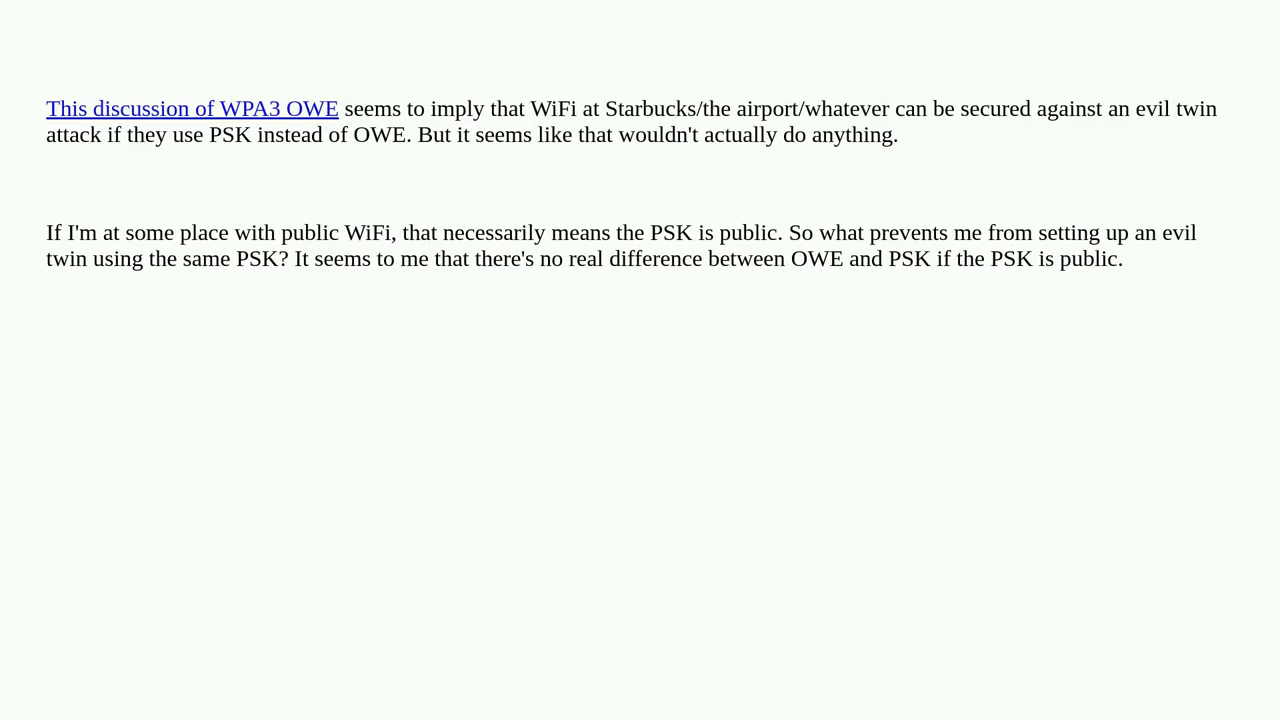 This discussion of WPA3 OWE seems to imply that WiFi at Starbucks/the airport/whatever can be secured against an evil twin
attack if they use PSK instead of OWE. But it seems like that wouldn't actually do anything.
If I'm at some place with public WiFi, that necessarily means the PSK is public. So what prevents me from setting up an evil
twin using the same PSK? It seems to me that there's no real difference between OWE and PSK if the PSK is public.